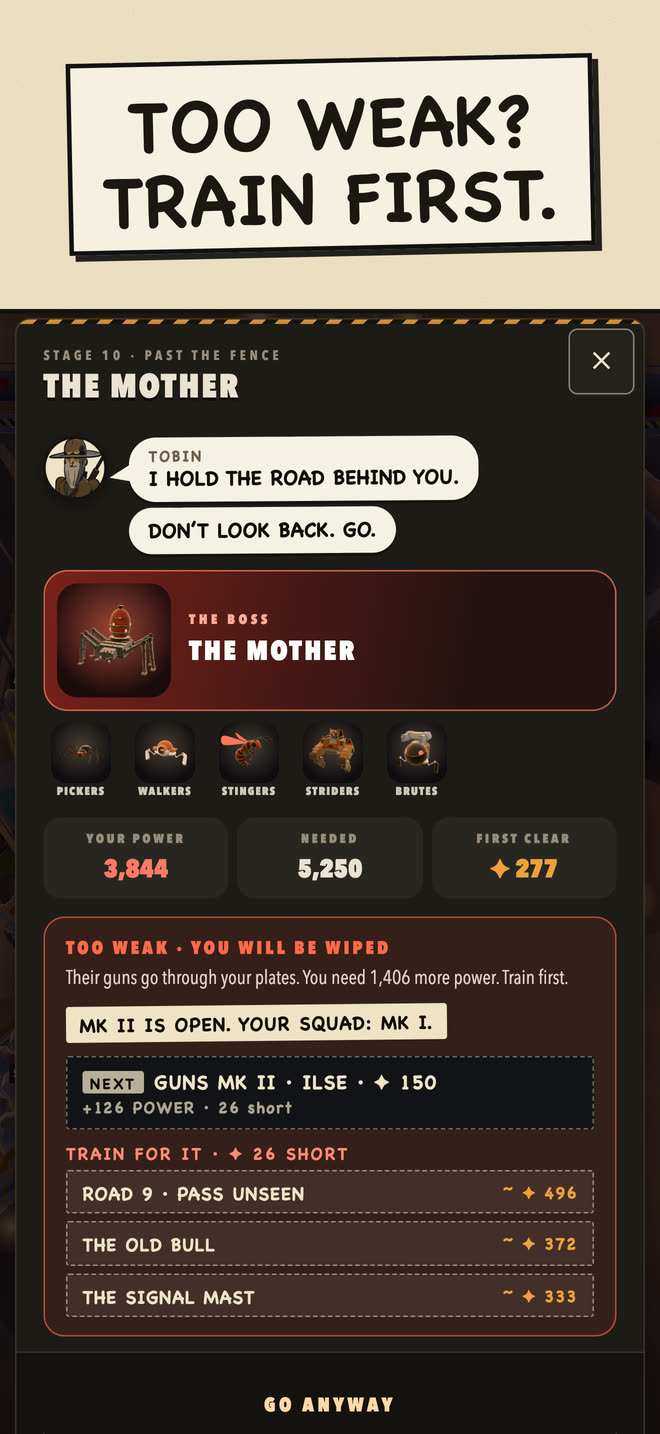 TOO WEAK?
TRAIN FIRST.
STAGE 10 · PAST THE FENCE
THE MOTHER
TOBIN
I HOLD THE ROAD BEHIND YOU.
DON'T LOOK BACK. GO.
THE BOSS
THE MOTHER
PICKERS WALKERS STINGERS STRIDERS BRUTES
YOUR POWER NEEDED FIRST CLEAR
3,844 5,250 ✦ 277
TOO WEAK · YOU WILL BE WIPED
Their guns go through your plates. You need 1,406 more power. Train first.
MK II IS OPEN. YOUR SQUAD: MK I.
NEXT GUNS MK II · ILSE · ✦ 150
+126 POWER · 26 short
TRAIN FOR IT · ✦ 26 SHORT
ROAD 9 · PASS UNSEEN ~ ✦ 496
THE OLD BULL ~ ✦ 372
THE SIGNAL MAST ~ ✦ 333
GO ANYWAY